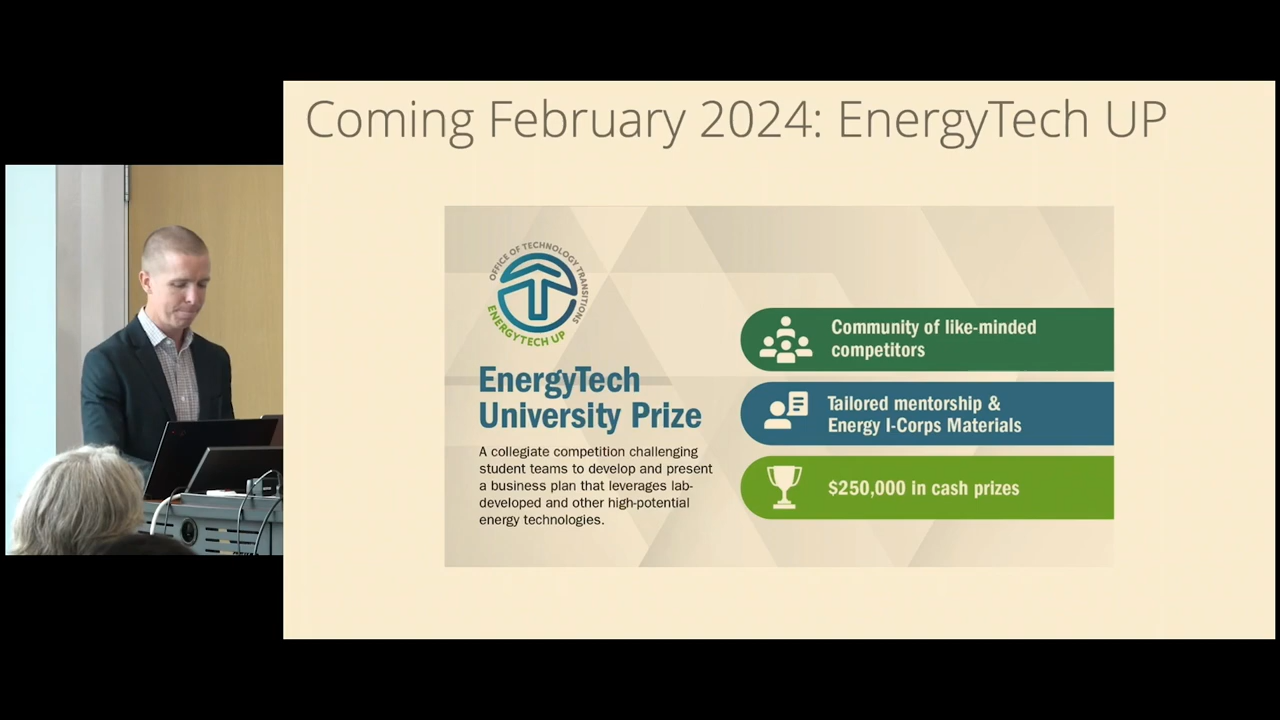 Coming February 2024: EnergyTech UP
OFFICE OF TECHNOLOGY TRANSITIONS
ENERGYTECH UP
EnergyTech
University Prize
A collegiate competition challenging
student teams to develop and present
a business plan that leverages lab-
developed and other high-potential
energy technologies.
Community of like-minded
competitors
Tailored mentorship &
Energy I-Corps Materials
$250,000 in cash prizes